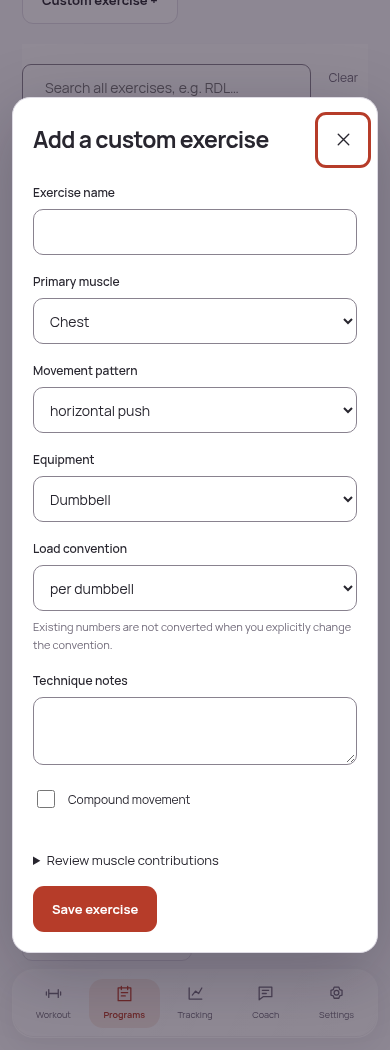 Custom exercise +
Search all exercises, e.g. RDL...
Clear
Add a custom exercise
Exercise name
Primary muscle
Chest
Movement pattern
horizontal push
Equipment
Dumbbell
Load convention
per dumbbell
Existing numbers are not converted when you explicitly change
the convention.
Technique notes
Compound movement
Review muscle contributions
Save exercise
Workout
Programs
Tracking
Coach
Settings